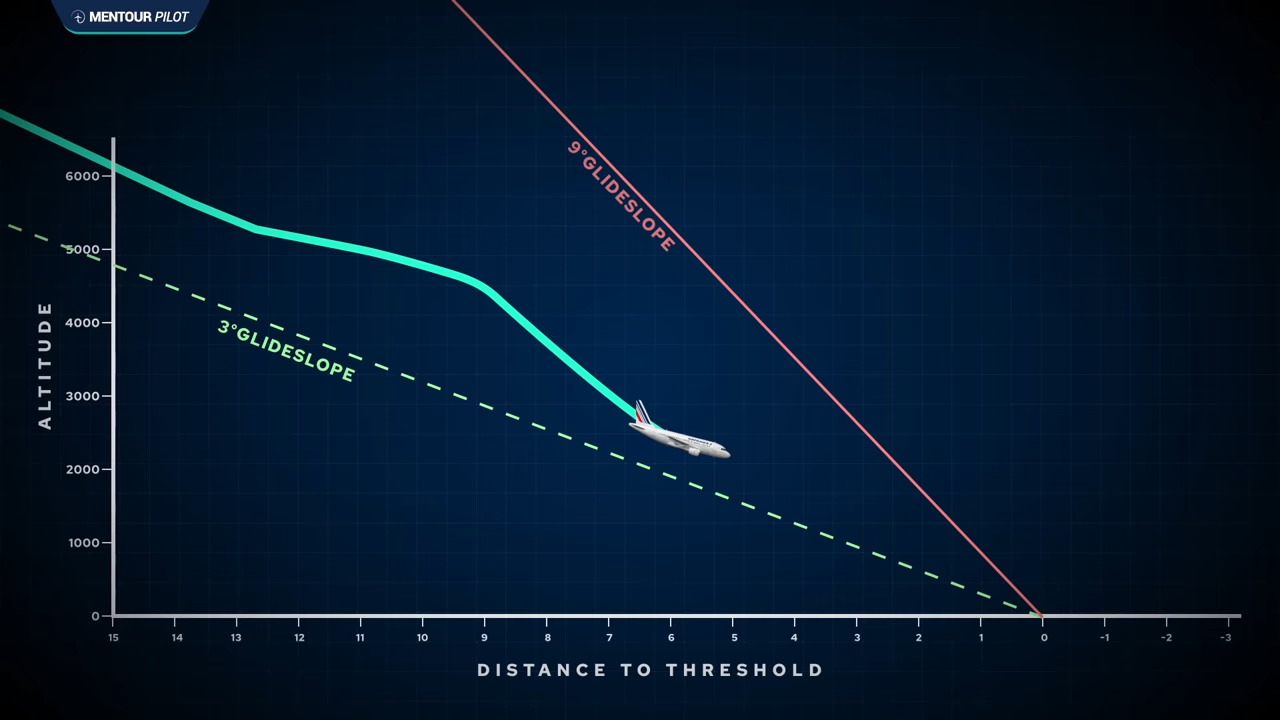 MENTOUR PILOT
9°GLIDESLOPE
3°GLIDESLOPE
ALTITUDE
6000
5000
4000
3000
2000
1000
0
15 14 13 12 11 10 9 8 7 6 5 4 3 2 1 0 -1 -2 -3
DISTANCE TO THRESHOLD